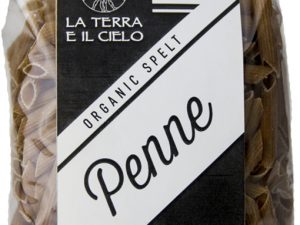 LA TERRA
E IL CIELO
ORGANIC SPELT
Penne